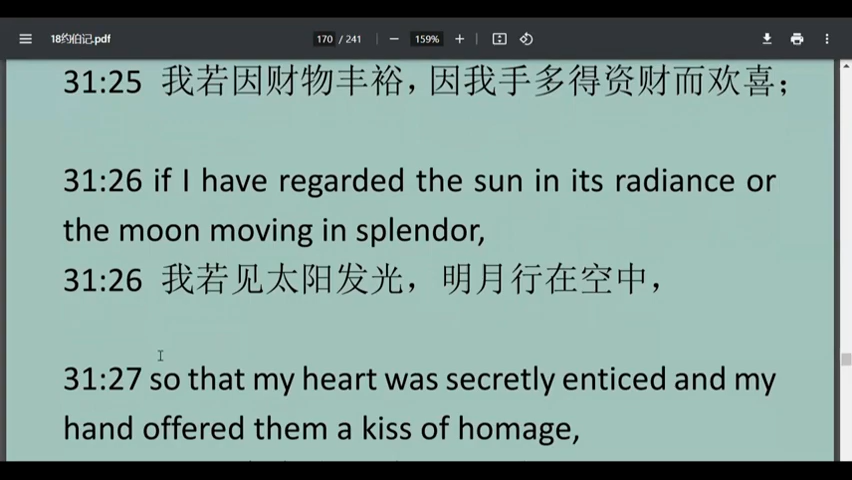 18约伯记.pdf
170 / 241
159%
31:25 我若因财物丰裕，因我手多得资财而欢喜；
31:26 if I have regarded the sun in its radiance or
the moon moving in splendor,
31:26 我若见太阳发光，明月行在空中，
31:27 so that my heart was secretly enticed and my
hand offered them a kiss of homage,